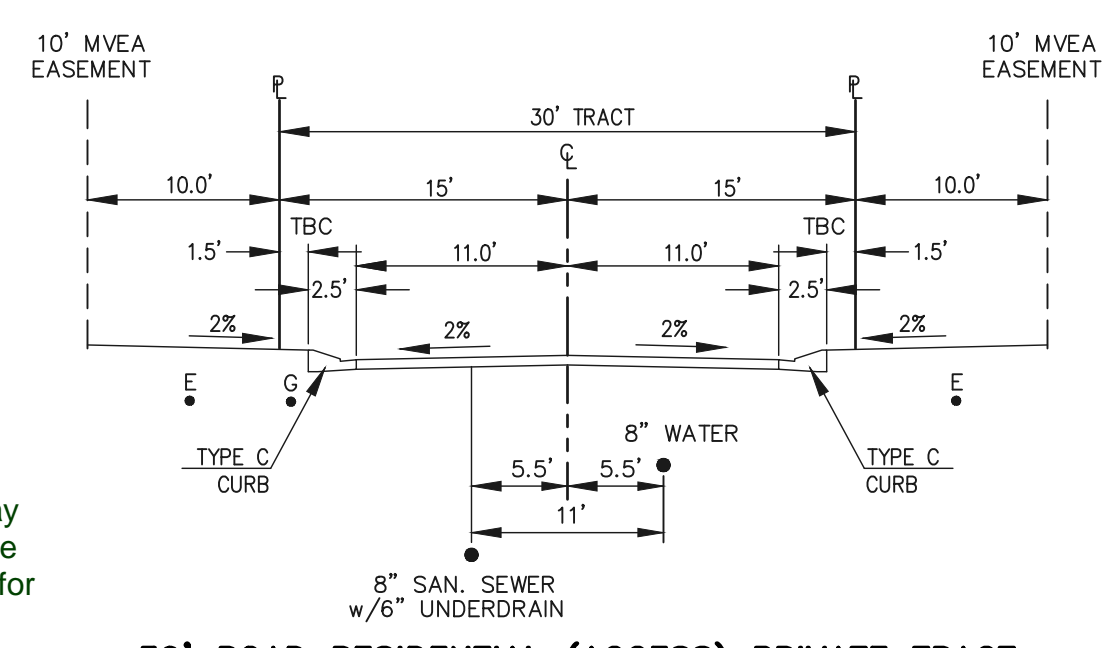 10' MVEA
EASEMENT
10' MVEA
EASEMENT
PL
PL
30' TRACT
CL
10.0'
15'
15'
10.0'
TBC
TBC
1.5'
11.0'
11.0'
1.5'
2.5'
2.5'
2%
2%
2%
2%
E
G
E
8" WATER
TYPE C
CURB
5.5'
5.5'
TYPE C
CURB
11'
8" SAN. SEWER
w/6" UNDERDRAIN
for